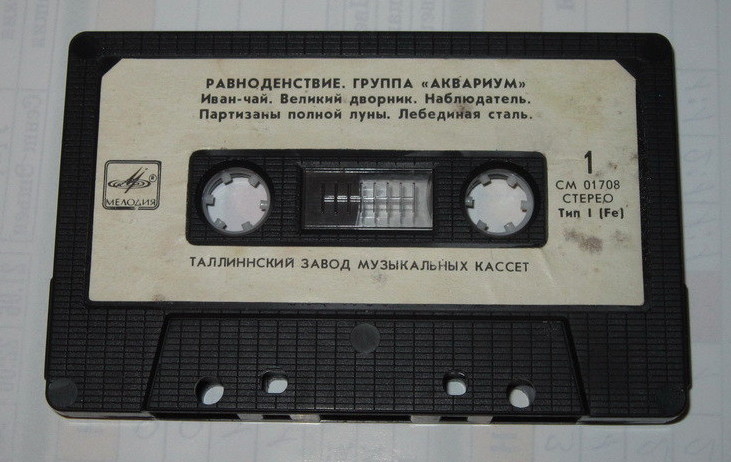 РАВНОДЕНСТВИЕ. ГРУППА «АКВАРИУМ»
Иван-чай. Великий дворник. Наблюдатель.
Партизаны полной луны. Лебединая сталь.
МЕЛОДИЯ
1
СМ 01708
СТЕРЕО
Тип I (Fe)
ТАЛЛИННСКИЙ ЗАВОД МУЗЫКАЛЬНЫХ КАССЕТ